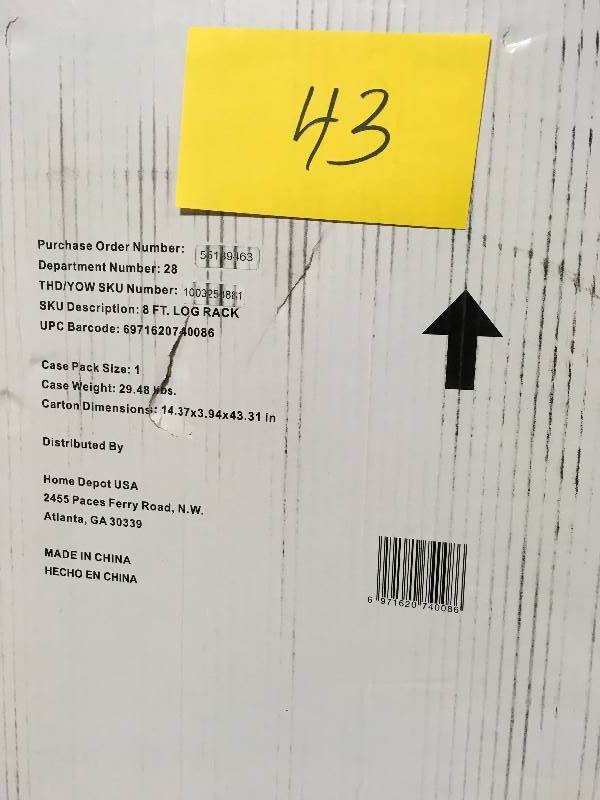 43
Purchase Order Number: 55189463
Department Number: 28
THD/YOW SKU Number: 1003254881
SKU Description: 8 FT. LOG RACK
UPC Barcode: 6971620740086
Case Pack Size: 1
Case Weight: 29.48 lbs.
Carton Dimensions: 14.37x3.94x43.31 in
Distributed By
Home Depot USA
2455 Paces Ferry Road, N.W.
Atlanta, GA 30339
MADE IN CHINA
HECHO EN CHINA
6 971620 740086